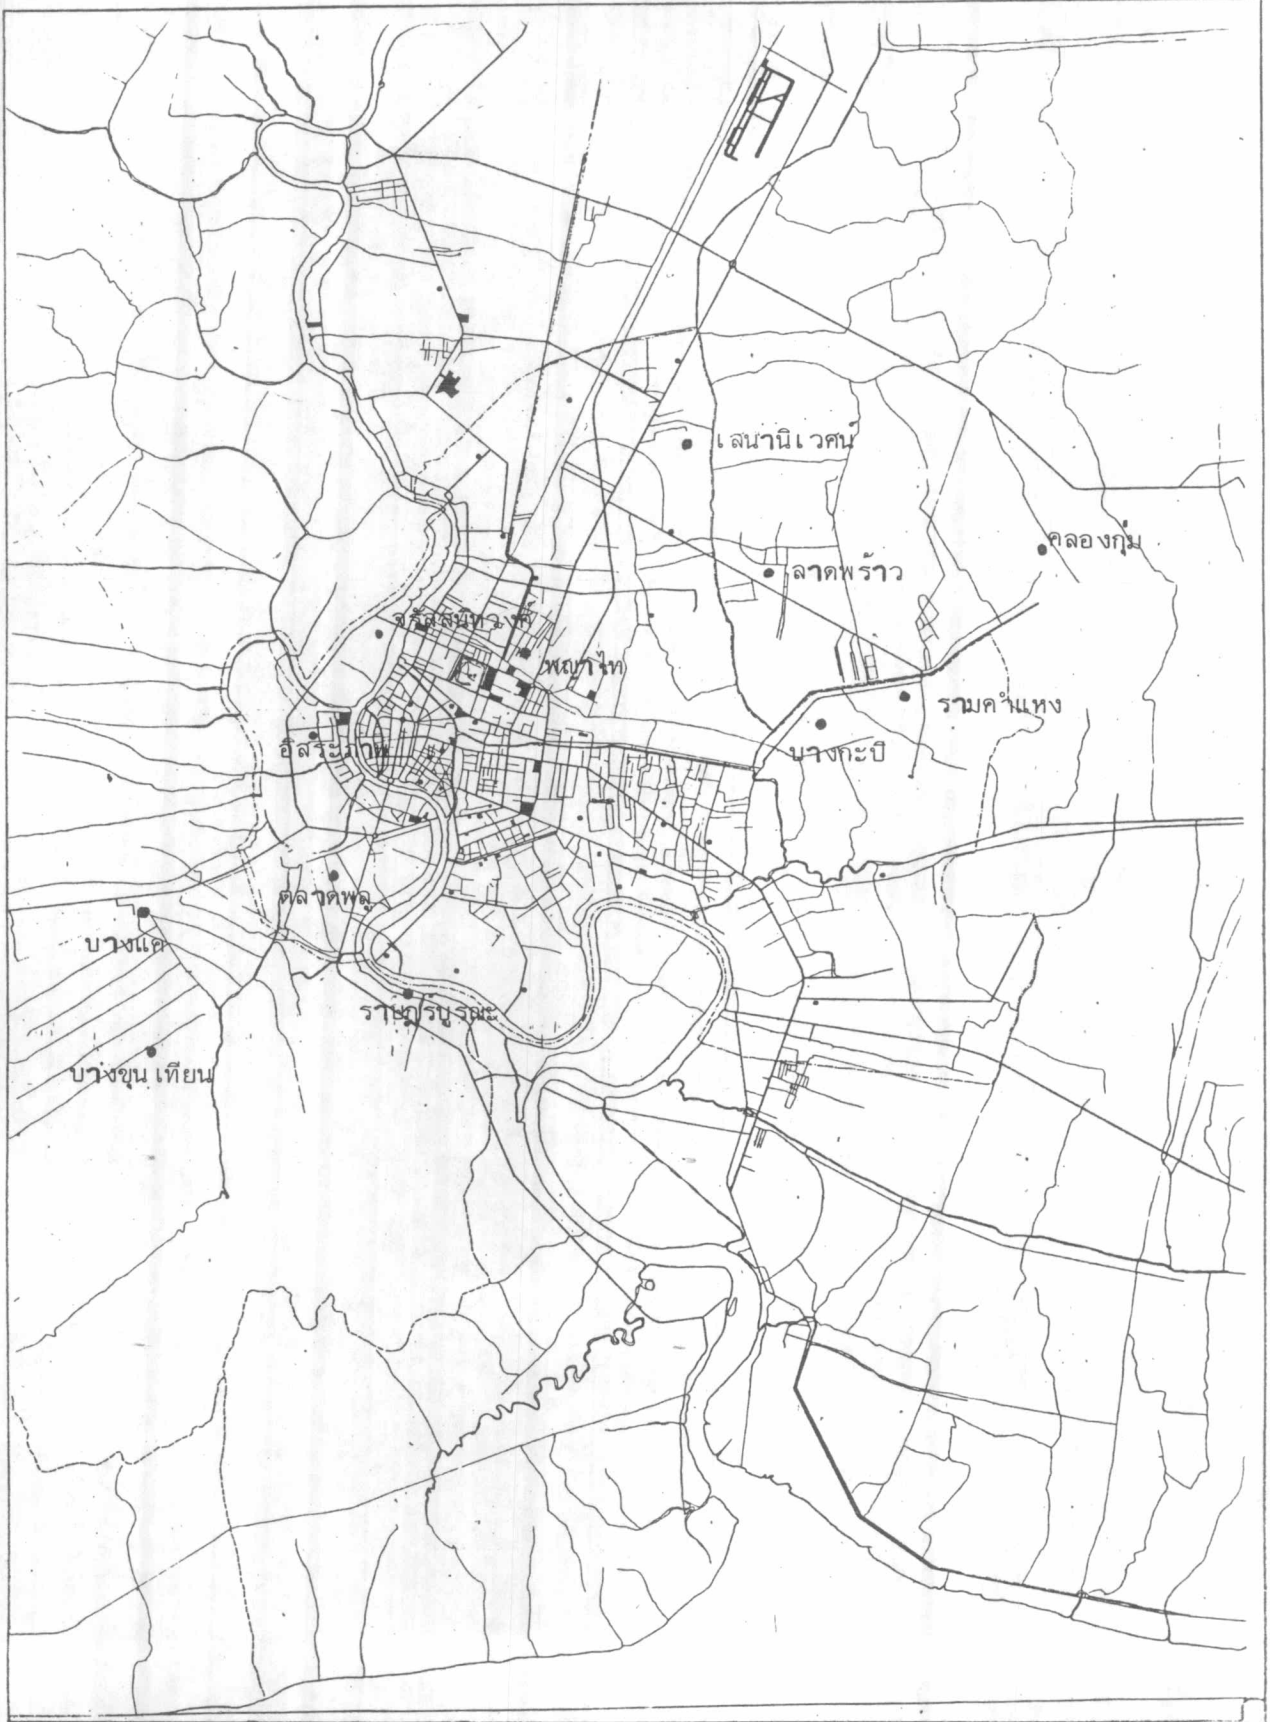 เสนานิเวศน์
คลองกุ่ม
ลาดพร้าว
จรัสสนิทวงศ์
พญาไท
รามคำแหง
อิสระภาพ
บางกะปิ
ตลาดพลู
บางแค
ราษฎร์บูรณะ
บางขุนเทียน